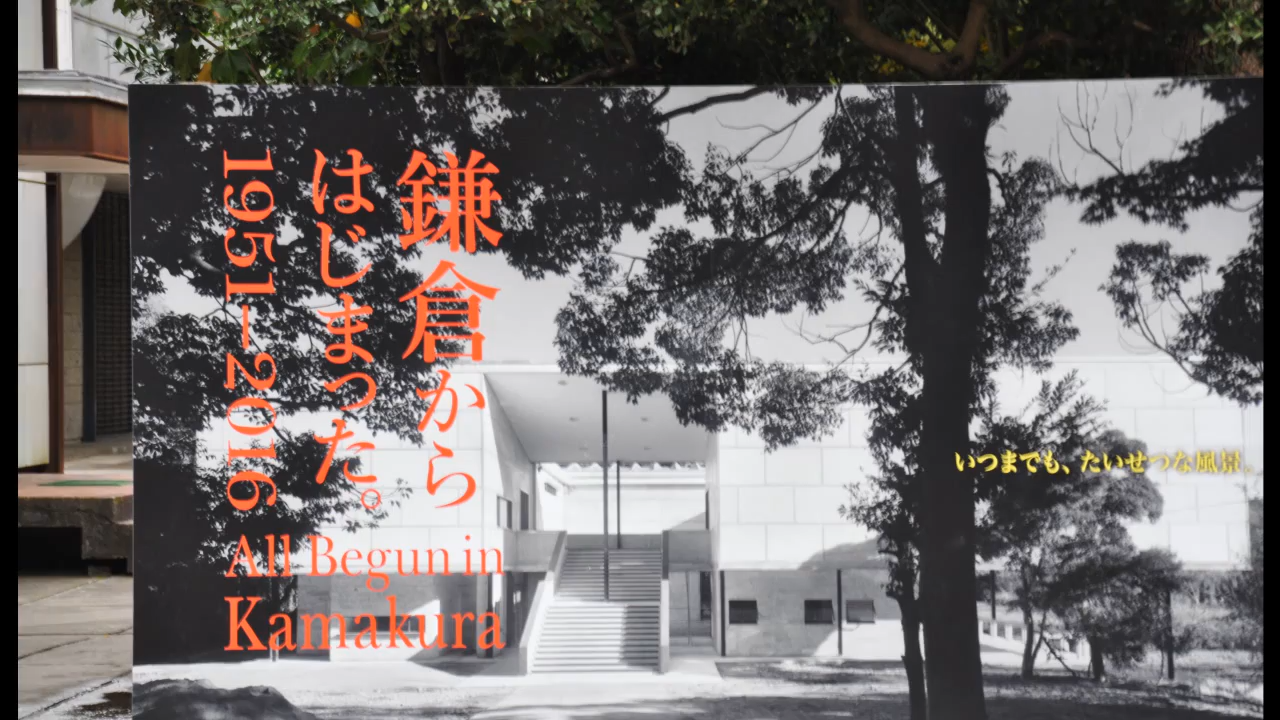 鎌倉から
はじまった。
1951–2016
All Begun in
Kamakura
いつまでも、たいせつな風景。